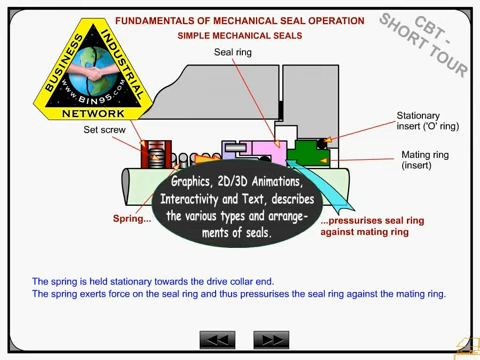 FUNDAMENTALS OF MECHANICAL SEAL OPERATION
SIMPLE MECHANICAL SEALS
CBT -
SHORT TOUR
BUSINESS
INDUSTRIAL
WWW.BIN95.COM
NETWORK
Seal ring
Set screw
Stationary
insert ('O' ring)
Mating ring
(insert)
Graphics, 2D/3D Animations,
Interactivity and Text, describes
the various types and arrange-
ments of seals.
Spring...
...pressurises seal ring
against mating ring
The spring is held stationary towards the drive collar end.
The spring exerts force on the seal ring and thus pressurises the seal ring against the mating ring.